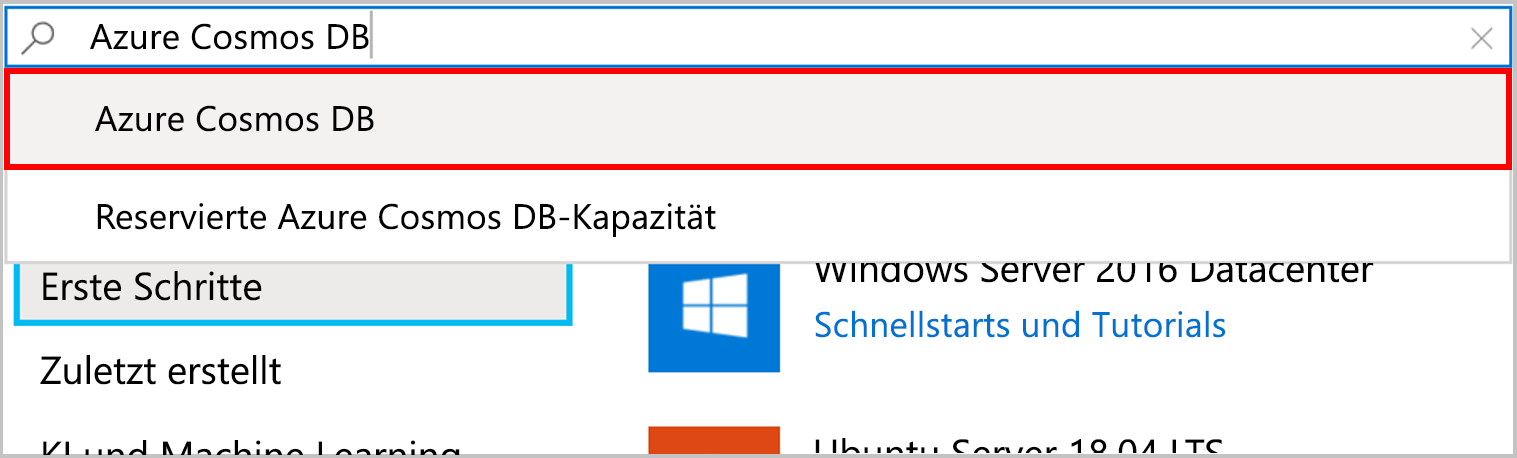 Azure Cosmos DB
Azure Cosmos DB
Reservierte Azure Cosmos DB-Kapazität
Erste Schritte
Windows Server 2016 Datacenter
Schnellstarts und Tutorials
Zuletzt erstellt
KI und Machine Learning
Ubuntu Server 18.04 LTS